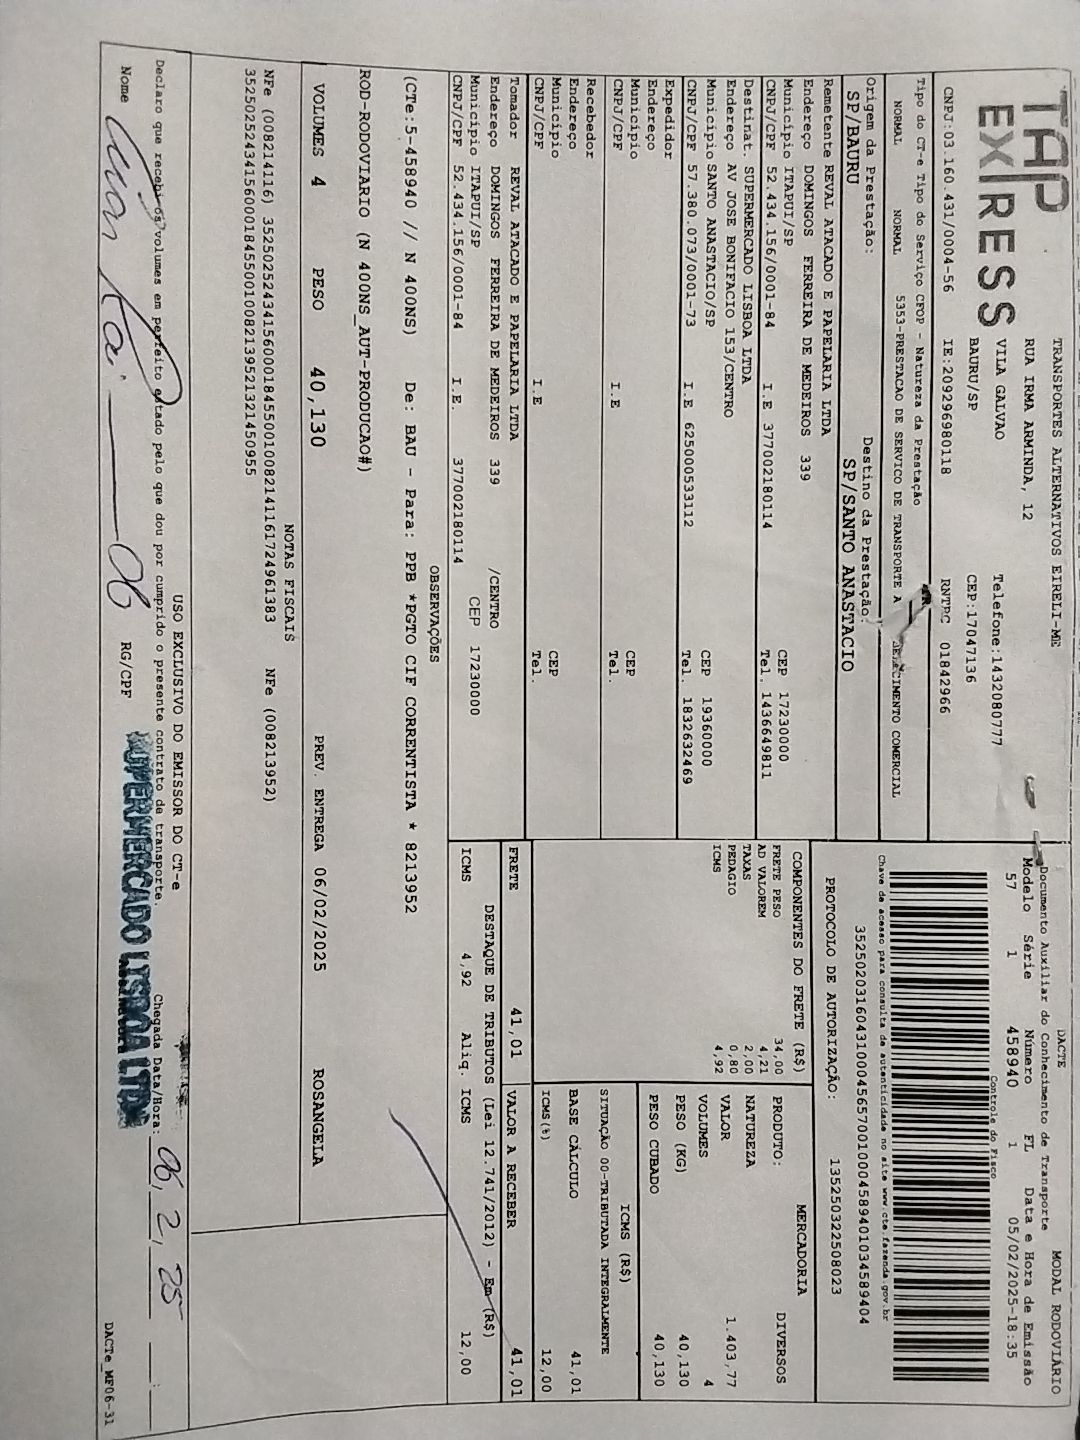 TAP
EXPRESS
TRANSPORTES ALTERNATIVOS EIRELI-ME
RUA IRMA ARMINDA, 12
VILA GALVAO
Telefone:1432080777
BAURU/SP
CEP:17047136
CNPJ:03.160.431/0004-56 IE:209296980118 RNTRC 01842966
Tipo do CT-e Tipo do Serviço CFOP - Natureza da Prestação
NORMAL NORMAL 5353-PRESTACAO DE SERVICO DE TRANSPORTE A COMERCIAL
Origem da Prestação: Destino da Prestação:
SP/BAURU SP/SANTO ANASTACIO
Remetente REVAL ATACADO E PAPELARIA LTDA
Endereço DOMINGOS FERREIRA DE MEDEIROS 339
Município ITAPUI/SP CEP 17230000
CNPJ/CPF 52.434.156/0001-84 I.E 377002180114 Tel. 1436649811
Destinat. SUPERMERCADO LISBOA LTDA
Endereço AV JOSE BONIFACIO 153/CENTRO
Município SANTO ANASTACIO/SP CEP 19360000
CNPJ/CPF 57.380.073/0001-73 I.E 625000533112 Tel. 1832632469
Expedidor
Endereço
Município CEP
CNPJ/CPF I.E Tel.
Recebedor
Endereço
Município CEP
CNPJ/CPF I.E Tel.
Tomador REVAL ATACADO E PAPELARIA LTDA
Endereço DOMINGOS FERREIRA DE MEDEIROS 339 /CENTRO
Município ITAPUI/SP CEP 17230000
CNPJ/CPF 52.434.156/0001-84 I.E. 377002180114
DACTE MODAL RODOVIÁRIO
Documento Auxiliar do Conhecimento de Transporte
Modelo Série Número FL Data e Hora de Emissão
57 1 458940 1 05/02/2025-18:35
Controle do Fisco
Chave de acesso para consulta de autenticidade no site www.cte.fazenda.gov.br
35250203160431000456570010004589401034589404
PROTOCOLO DE AUTORIZAÇÃO: 135250322508023
COMPONENTES DO FRETE (R$)
FRETE PESO 34,00
AD VALOREM 4,21
TAXAS 2,00
PEDAGIO 0,80
ICMS 4,92
MERCADORIA
PRODUTO: DIVERSOS
NATUREZA
VALOR 1.403,77
VOLUMES 4
PESO (KG) 40,130
PESO CUBADO 40,130
ICMS (R$)
SITUAÇÃO 00-TRIBUTADA INTEGRALMENTE
BASE CÁLCULO 41,01
ICMS(%) 12,00
FRETE 41,01 VALOR A RECEBER 41,01
DESTAQUE DE TRIBUTOS (Lei 12.741/2012) - Em (R$)
ICMS 4,92 Aliq. ICMS 12,00
OBSERVAÇÕES
(CTe:5-458940 // N 400NS) De: BAU - Para: PPB *PGTO CIF CORRENTISTA * 8213952
ROD-RODOVIARIO (N 400NS_AUT-PRODUCAO#)
VOLUMES 4 PESO 40,130 PREV. ENTREGA 06/02/2025 ROSANGELA
NOTAS FISCAIS
NFe (008214116) 35250252434156000184550010082141161724961383 NFe (008213952)
35250252434156000184550010082139521321450955
USO EXCLUSIVO DO EMISSOR DO CT-e
Declaro que recebi os volumes em perfeito estado pelo que dou por cumprido o presente contrato de transporte. Chegada Data/Hora: 06, 2, 25
Nome 06 RG/CPF SUPERMERCADO LISBOA LTDA
DACTe_MF06-31